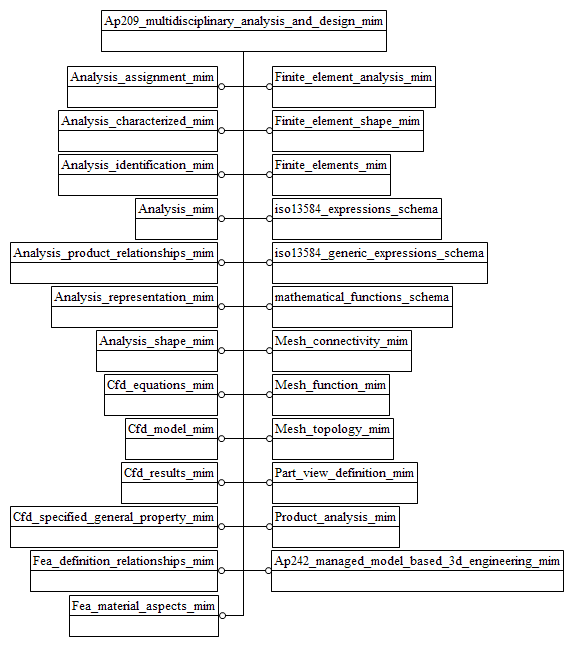 Ap209_multidisciplinary_analysis_and_design_mim
Analysis_assignment_mim
Finite_element_analysis_mim
Analysis_characterized_mim
Finite_element_shape_mim
Analysis_identification_mim
Finite_elements_mim
Analysis_mim
iso13584_expressions_schema
Analysis_product_relationships_mim
iso13584_generic_expressions_schema
Analysis_representation_mim
mathematical_functions_schema
Analysis_shape_mim
Mesh_connectivity_mim
Cfd_equations_mim
Mesh_function_mim
Cfd_model_mim
Mesh_topology_mim
Cfd_results_mim
Part_view_definition_mim
Cfd_specified_general_property_mim
Product_analysis_mim
Fea_definition_relationships_mim
Ap242_managed_model_based_3d_engineering_mim
Fea_material_aspects_mim